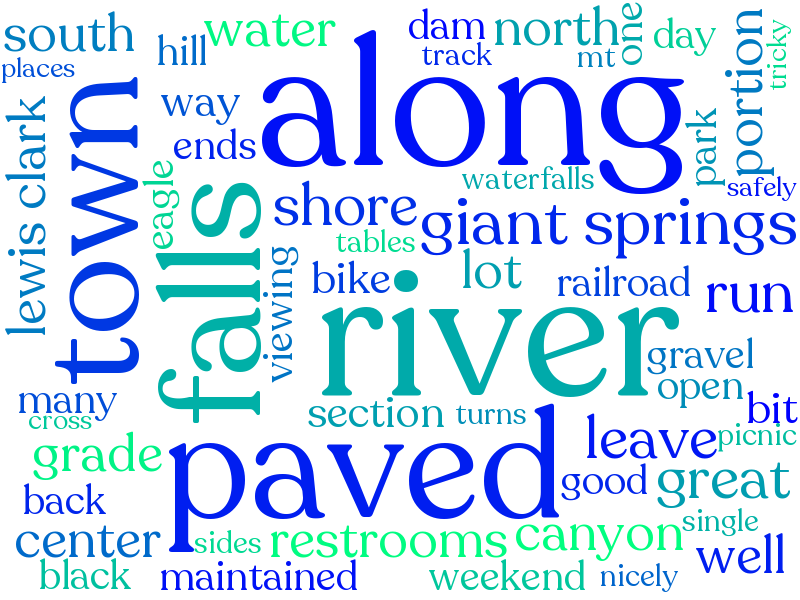 south
places
hill
water
dam
track
north
mt
one
day
portion
tricky
town
way
ends
along
park
safely
lewis clark
eagle
falls
shore
waterfalls
giant springs
tables
viewing
bike
lot
railroad
run
river
gravel
open
many
cross
section
turns
bit
grade
paved
leave
picnic
back
good
great
center
sides
restrooms
canyon
single
well
black
maintained
weekend
nicely